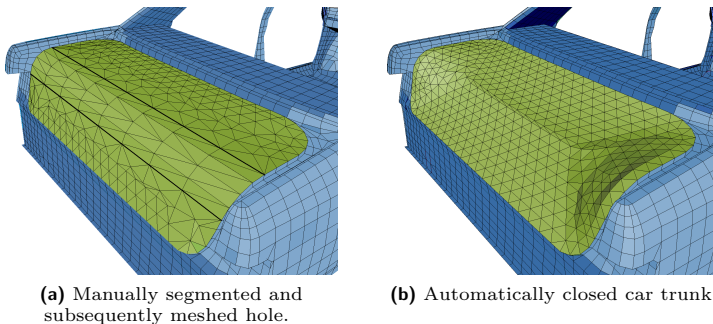 (a) Manually segmented and
subsequently meshed hole.
(b) Automatically closed car trunk